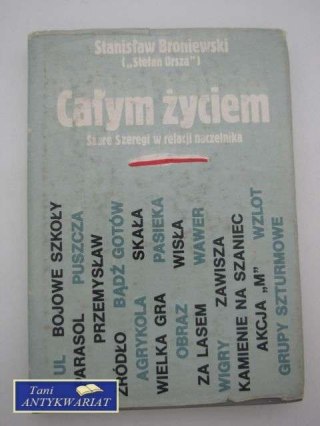 Stanisław Broniewski
("Stefan Orsza")
Całym życiem
Szare Szeregi w relacji naczelnika
UL BOJOWE SZKOŁY
PARASOL PUSZCZA
PRZEMYSŁAW
ŹRÓDŁO BĄDŹ GOTÓW
AGRYKOLA SKAŁA
WIELKA GRA PASIEKA
OBRAZ WISŁA
ZA LASEM WAWER
WIGRY ZAWISZA
KAMIENIE NA SZANIEC
AKCJA „M” WZLOT
GRUPY SZTURMOWE
Tani
ANTYKWARIAT